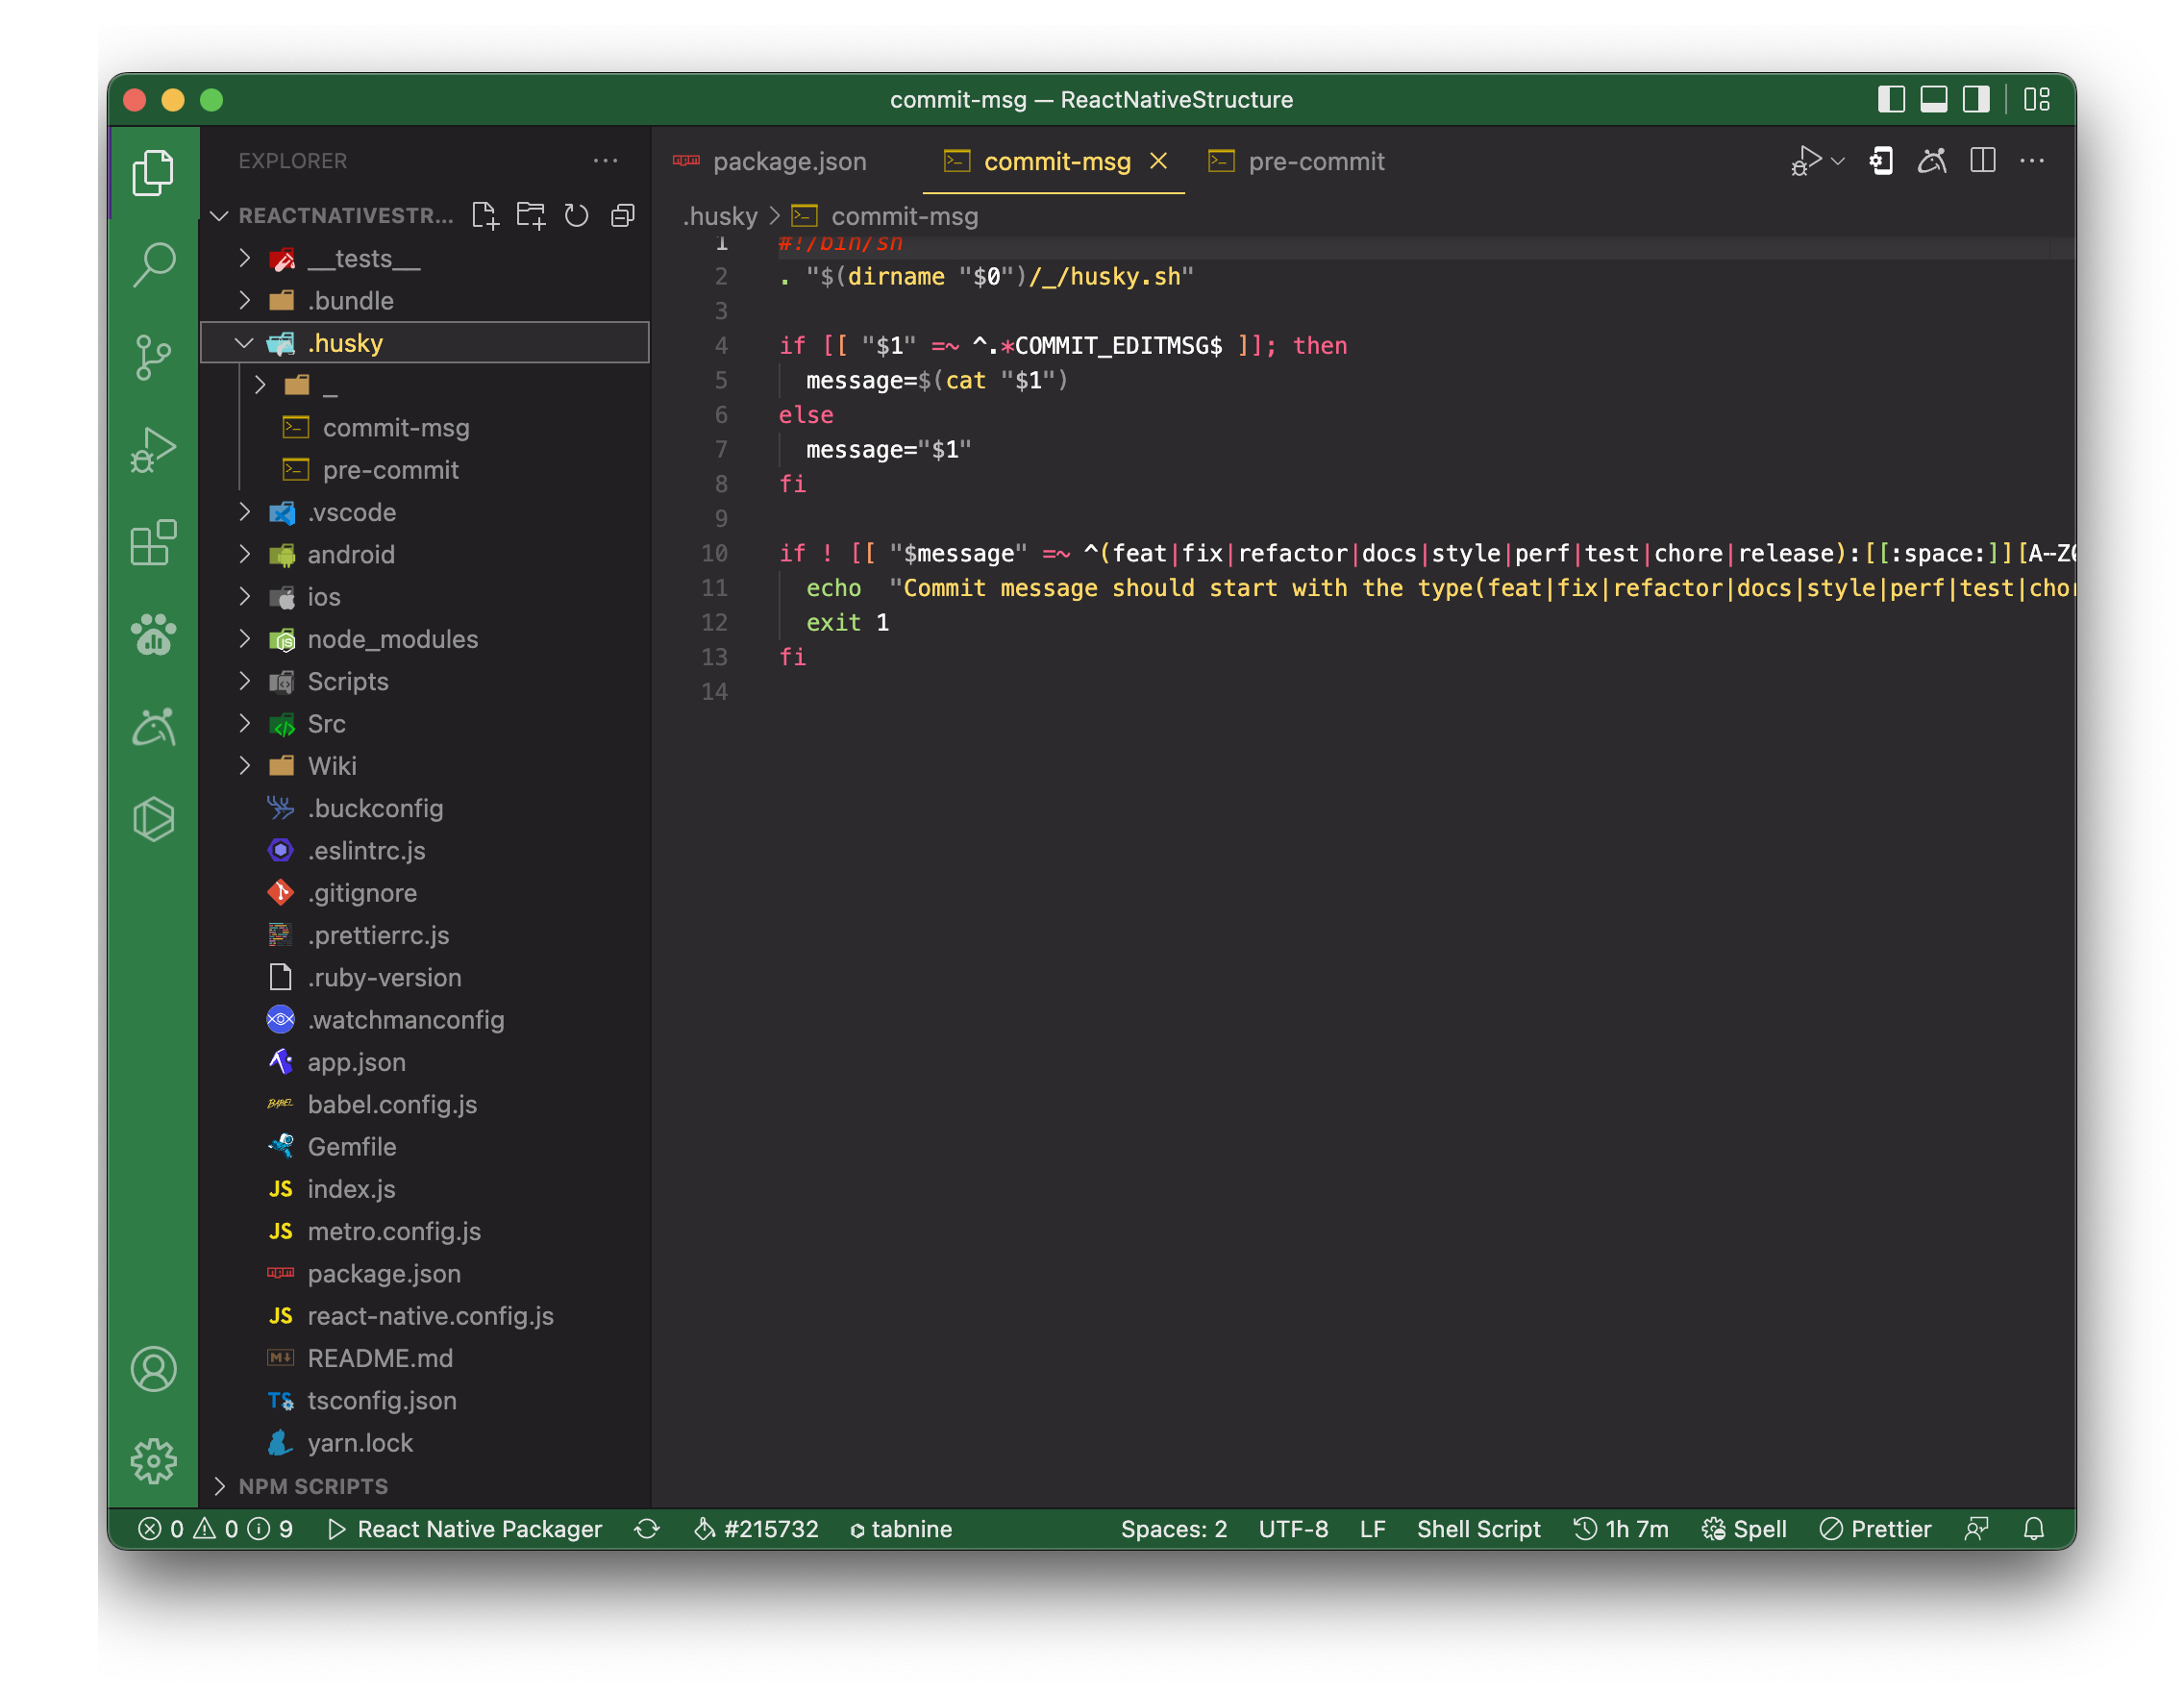 commit-msg — ReactNativeStructure
EXPLORER
REACTNATIVESTR...
__tests__
.bundle
.husky
_
commit-msg
pre-commit
.vscode
android
ios
node_modules
Scripts
Src
Wiki
.buckconfig
.eslintrc.js
.gitignore
.prettierrc.js
.ruby-version
.watchmanconfig
app.json
BABEL babel.config.js
Gemfile
JS index.js
JS metro.config.js
package.json
JS react-native.config.js
M README.md
TS tsconfig.json
yarn.lock
NPM SCRIPTS
package.json commit-msg pre-commit
.husky > commit-msg
1 #!/bin/sh
2 . "$(dirname "$0")/_/husky.sh"
3
4 if [[ "$1" =~ ^.*COMMIT_EDITMSG$ ]]; then
5 message=$(cat "$1")
6 else
7 message="$1"
8 fi
9
10 if ! [[ "$message" =~ ^(feat|fix|refactor|docs|style|perf|test|chore|release):[[:space:]][A-Z
11 echo "Commit message should start with the type(feat|fix|refactor|docs|style|perf|test|cho
12 exit 1
13 fi
14
0 0 9 React Native Packager #215732 tabnine Spaces: 2 UTF-8 LF Shell Script 1h 7m Spell Prettier